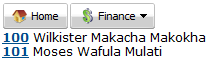 Home Finance
100 Wilkister Makacha Makokha
101 Moses Wafula Mulati